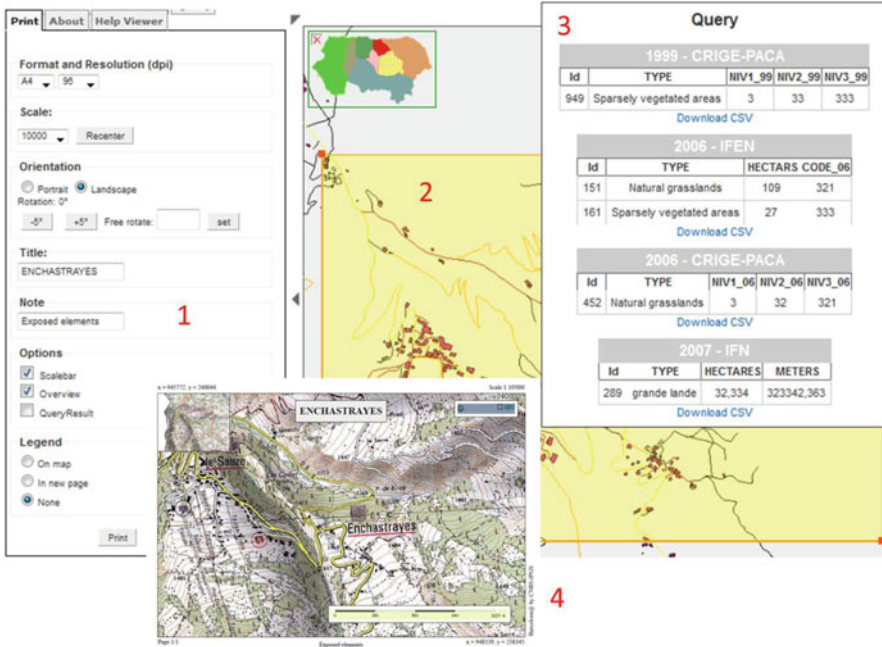 Print About Help Viewer
Format and Resolution (dpi)
A4 96
Scale:
10000 Recenter
Orientation
Portrait Landscape
Rotation: 0°
-5° +5° Free rotate: set
Title:
ENCHASTRAYES
Note
Exposed elements
1
Options
Scalebar
Overview
QueryResult
Legend
On map
In new page
None
Print
2
3
Query
1999 - CRIGE-PACA
Id TYPE NIV1_99 NIV2_99 NIV3_99
949 Sparsely vegetated areas 3 33 333
Download CSV
2006 - IFEN
Id TYPE HECTARS CODE_06
151 Natural grasslands 109 321
161 Sparsely vegetated areas 27 333
Download CSV
2006 - CRIGE-PACA
Id TYPE NIV1_06 NIV2_06 NIV3_06
452 Natural grasslands 3 32 321
Download CSV
2007 - IFN
Id TYPE HECTARES METERS
289 grande lande 32,334 323342,363
Download CSV
ENCHASTRAYES
le Sauze
Enchastrayes
Page 1/1
Exposed elements
4